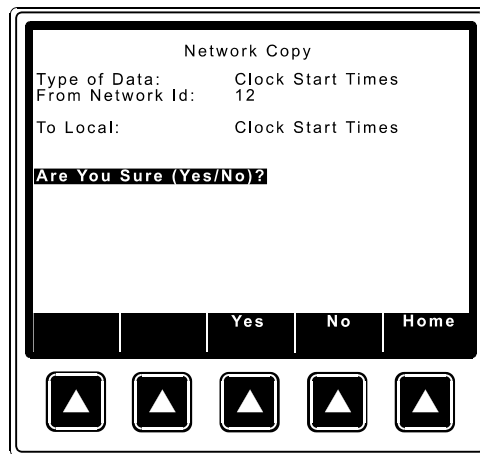 Network Copy
Type of Data: Clock Start Times
From Network Id: 12
To Local: Clock Start Times
Are You Sure (Yes/No)?
Yes No Home